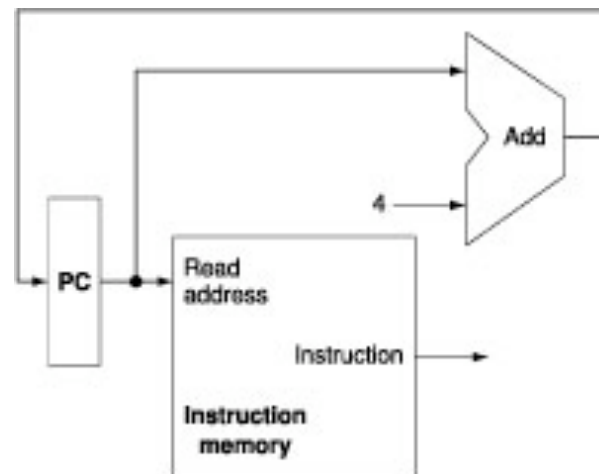 Add
4
PC
Read
address
Instruction
Instruction
memory